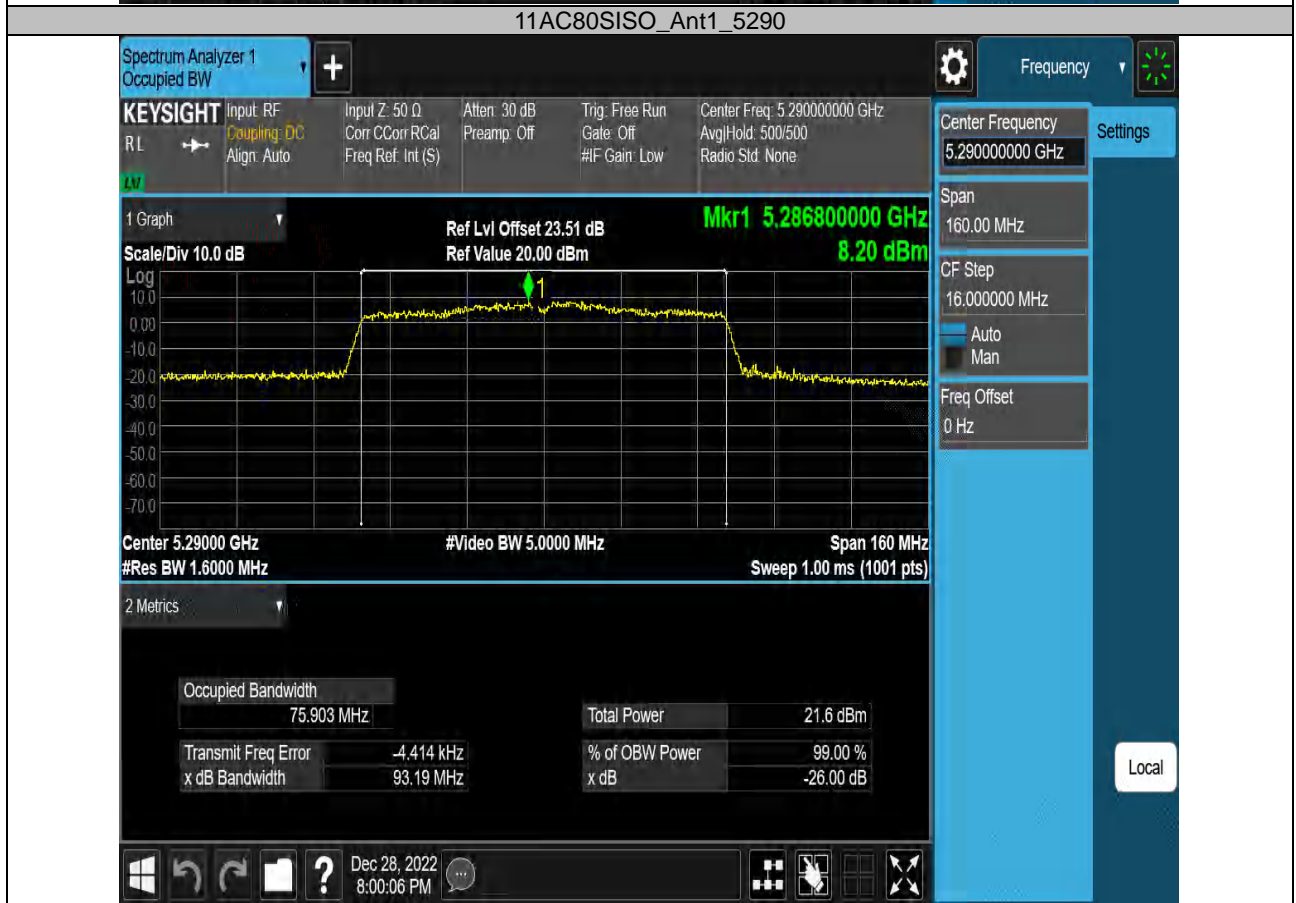 11AC80SISO_Ant1_5290
Spectrum Analyzer 1
Occupied BW
Frequency
KEYSIGHT
RL
Input: RF
Coupling: DC
Align: Auto
Input Z: 50 Ω
Corr CCorr RCal
Freq Ref: Int (S)
Atten: 30 dB
Preamp: Off
Trig: Free Run
Gate: Off
#IF Gain: Low
Center Freq: 5.290000000 GHz
Avg|Hold: 500/500
Radio Std: None
Center Frequency
5.290000000 GHz
Settings
Span
160.00 MHz
CF Step
16.000000 MHz
Auto
Man
Freq Offset
0 Hz
1 Graph
Scale/Div 10.0 dB
Ref Lvl Offset 23.51 dB
Ref Value 20.00 dBm
Mkr1 5.286800000 GHz
8.20 dBm
Log
10.0
0.00
-10.0
-20.0
-30.0
-40.0
-50.0
-60.0
-70.0
1
Center 5.29000 GHz
#Res BW 1.6000 MHz
#Video BW 5.0000 MHz
Span 160 MHz
Sweep 1.00 ms (1001 pts)
2 Metrics
Occupied Bandwidth
75.903 MHz
Transmit Freq Error -4.414 kHz
x dB Bandwidth 93.19 MHz
Total Power 21.6 dBm
% of OBW Power 99.00 %
x dB -26.00 dB
Local
?
Dec 28, 2022
8:00:06 PM